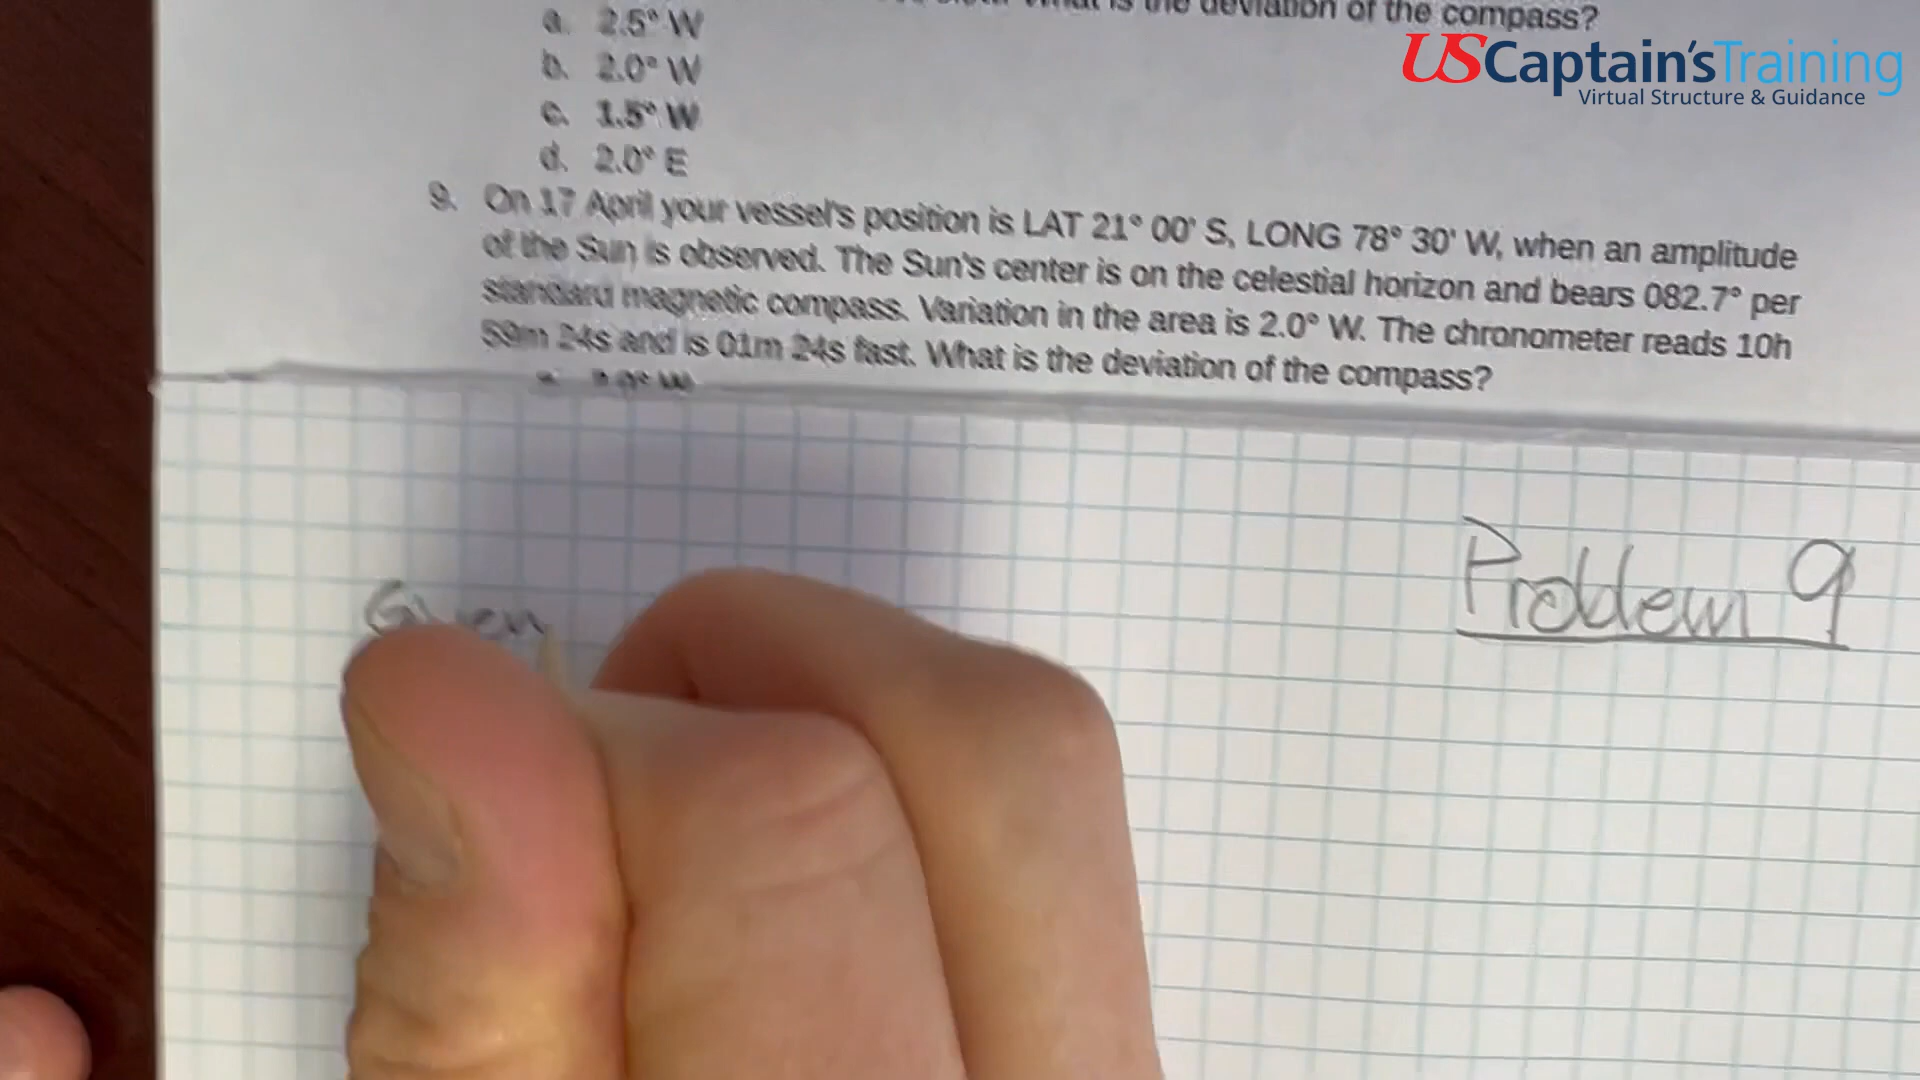 is the deviation of the compass?
a. 2.5° W
b. 2.0° W
c. 1.5° W
d. 2.0° E
USCaptain'sTraining
Virtual Structure & Guidance
9. On 17 April your vessel's position is LAT 21° 00' S, LONG 78° 30' W, when an amplitude
of the Sun is observed. The Sun's center is on the celestial horizon and bears 082.7° per
standard magnetic compass. Variation in the area is 2.0° W. The chronometer reads 10h
59m 24s and is 01m 24s fast. What is the deviation of the compass?
Problem 9
Given